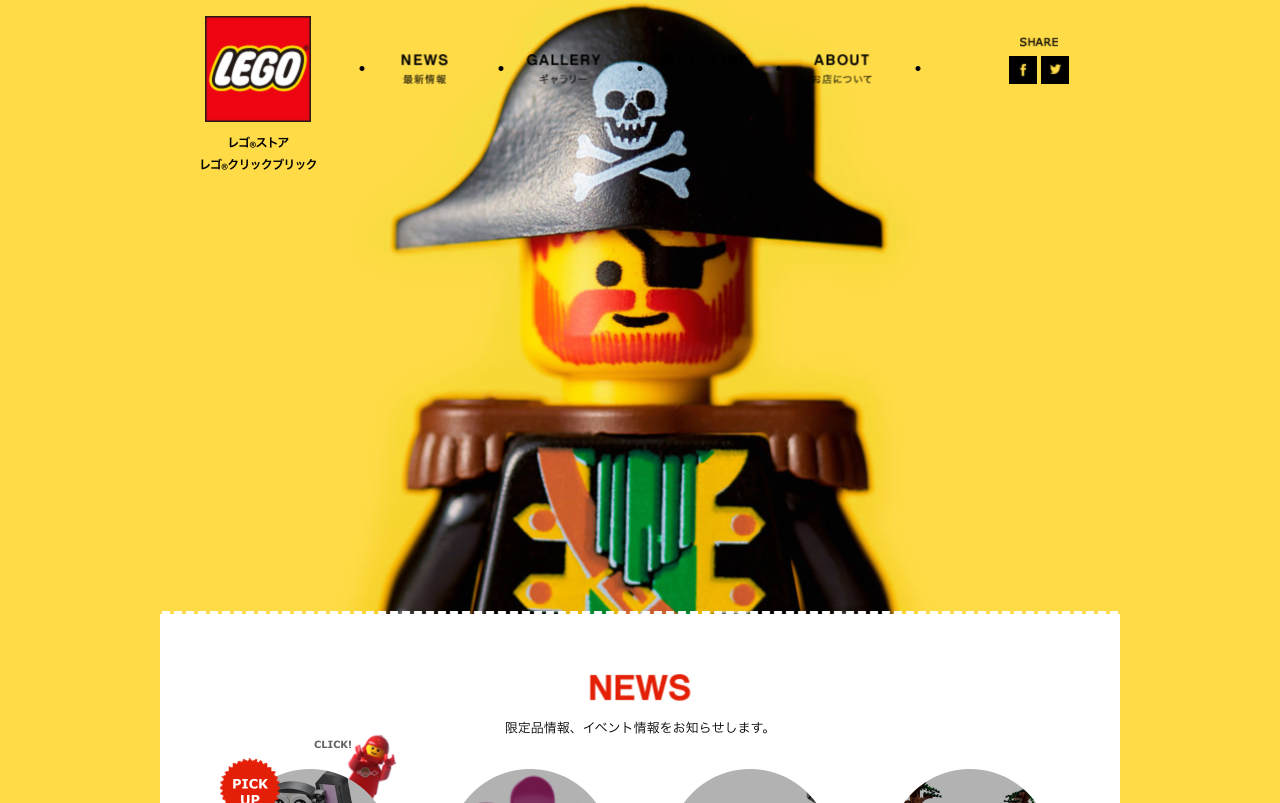 LEGO
レゴ®ストア
レゴ®クリックブリック
NEWS
最新情報
GALLERY
ギャラリー
ABOUT
お店について
SHARE
NEWS
限定品情報、イベント情報をお知らせします。
CLICK!
PICK
UP